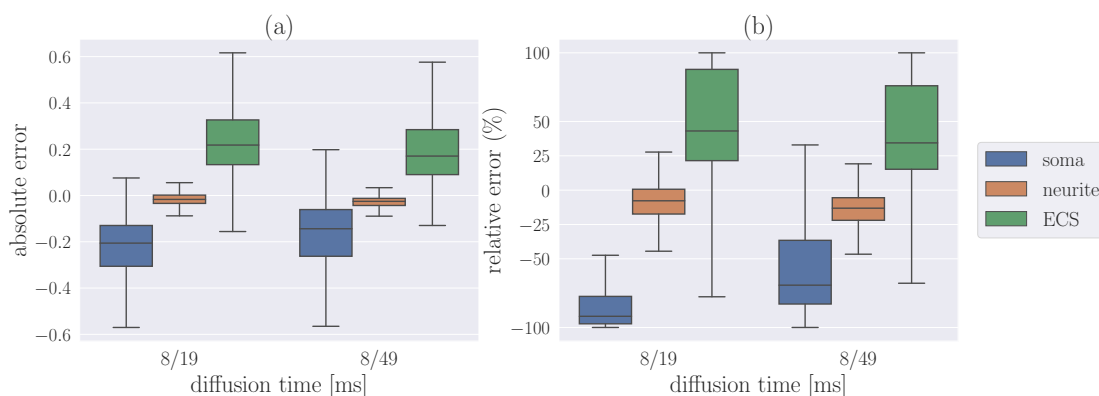 (a)
absolute error
0.6
0.4
0.2
0.0
−0.2
−0.4
−0.6
8/19
8/49
diffusion time [ms]
(b)
relative error (%)
100
50
25
0
−25
−50
−100
8/19
8/49
diffusion time [ms]
soma
neurite
ECS